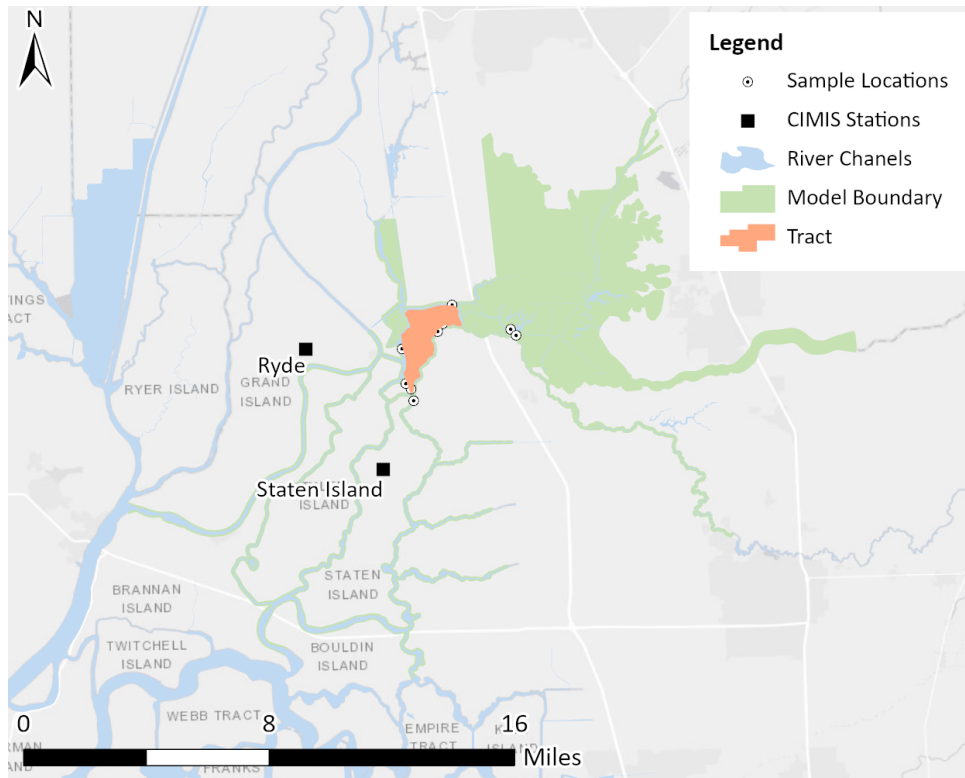 N
Legend
Sample Locations
CIMIS Stations
River Chanels
Model Boundary
Tract
Ryde
GRAND
ISLAND
RYER ISLAND
Staten Island
ISLAND
STATEN
ISLAND
BRANNAN
ISLAND
TWITCHELL
ISLAND
BOULDIN
ISLAND
WEBB TRACT
EMPIRE
TRACT
0 8 16
Miles
FRANKS